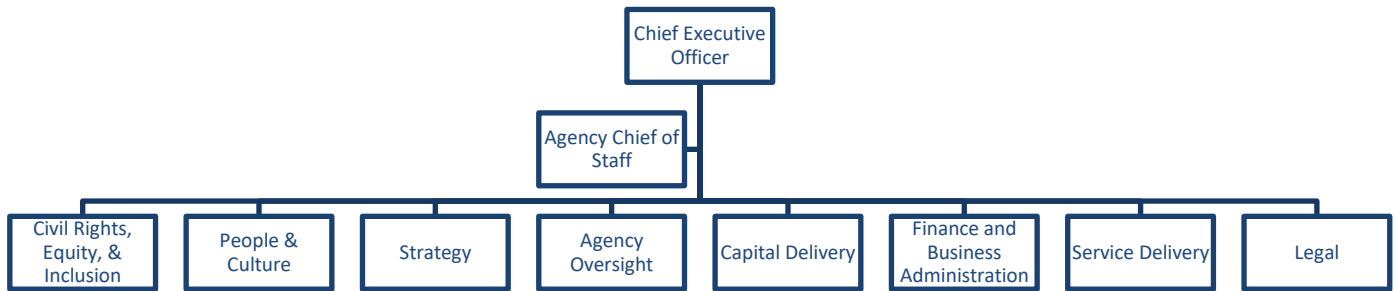 Chief Executive
Officer
Agency Chief of
Staff
Civil Rights,
Equity, &
Inclusion
People &
Culture
Strategy
Agency
Oversight
Capital Delivery
Finance and
Business
Administration
Service Delivery
Legal